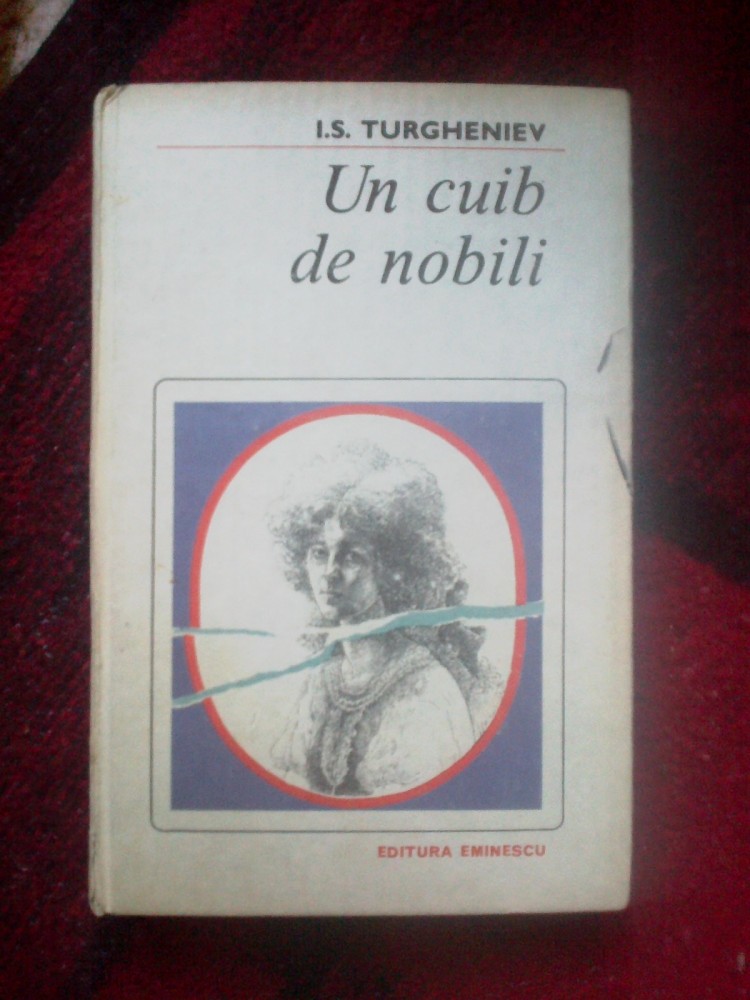 I.S. TURGHENIEV
Un cuib
de nobili
EDITURA EMINESCU